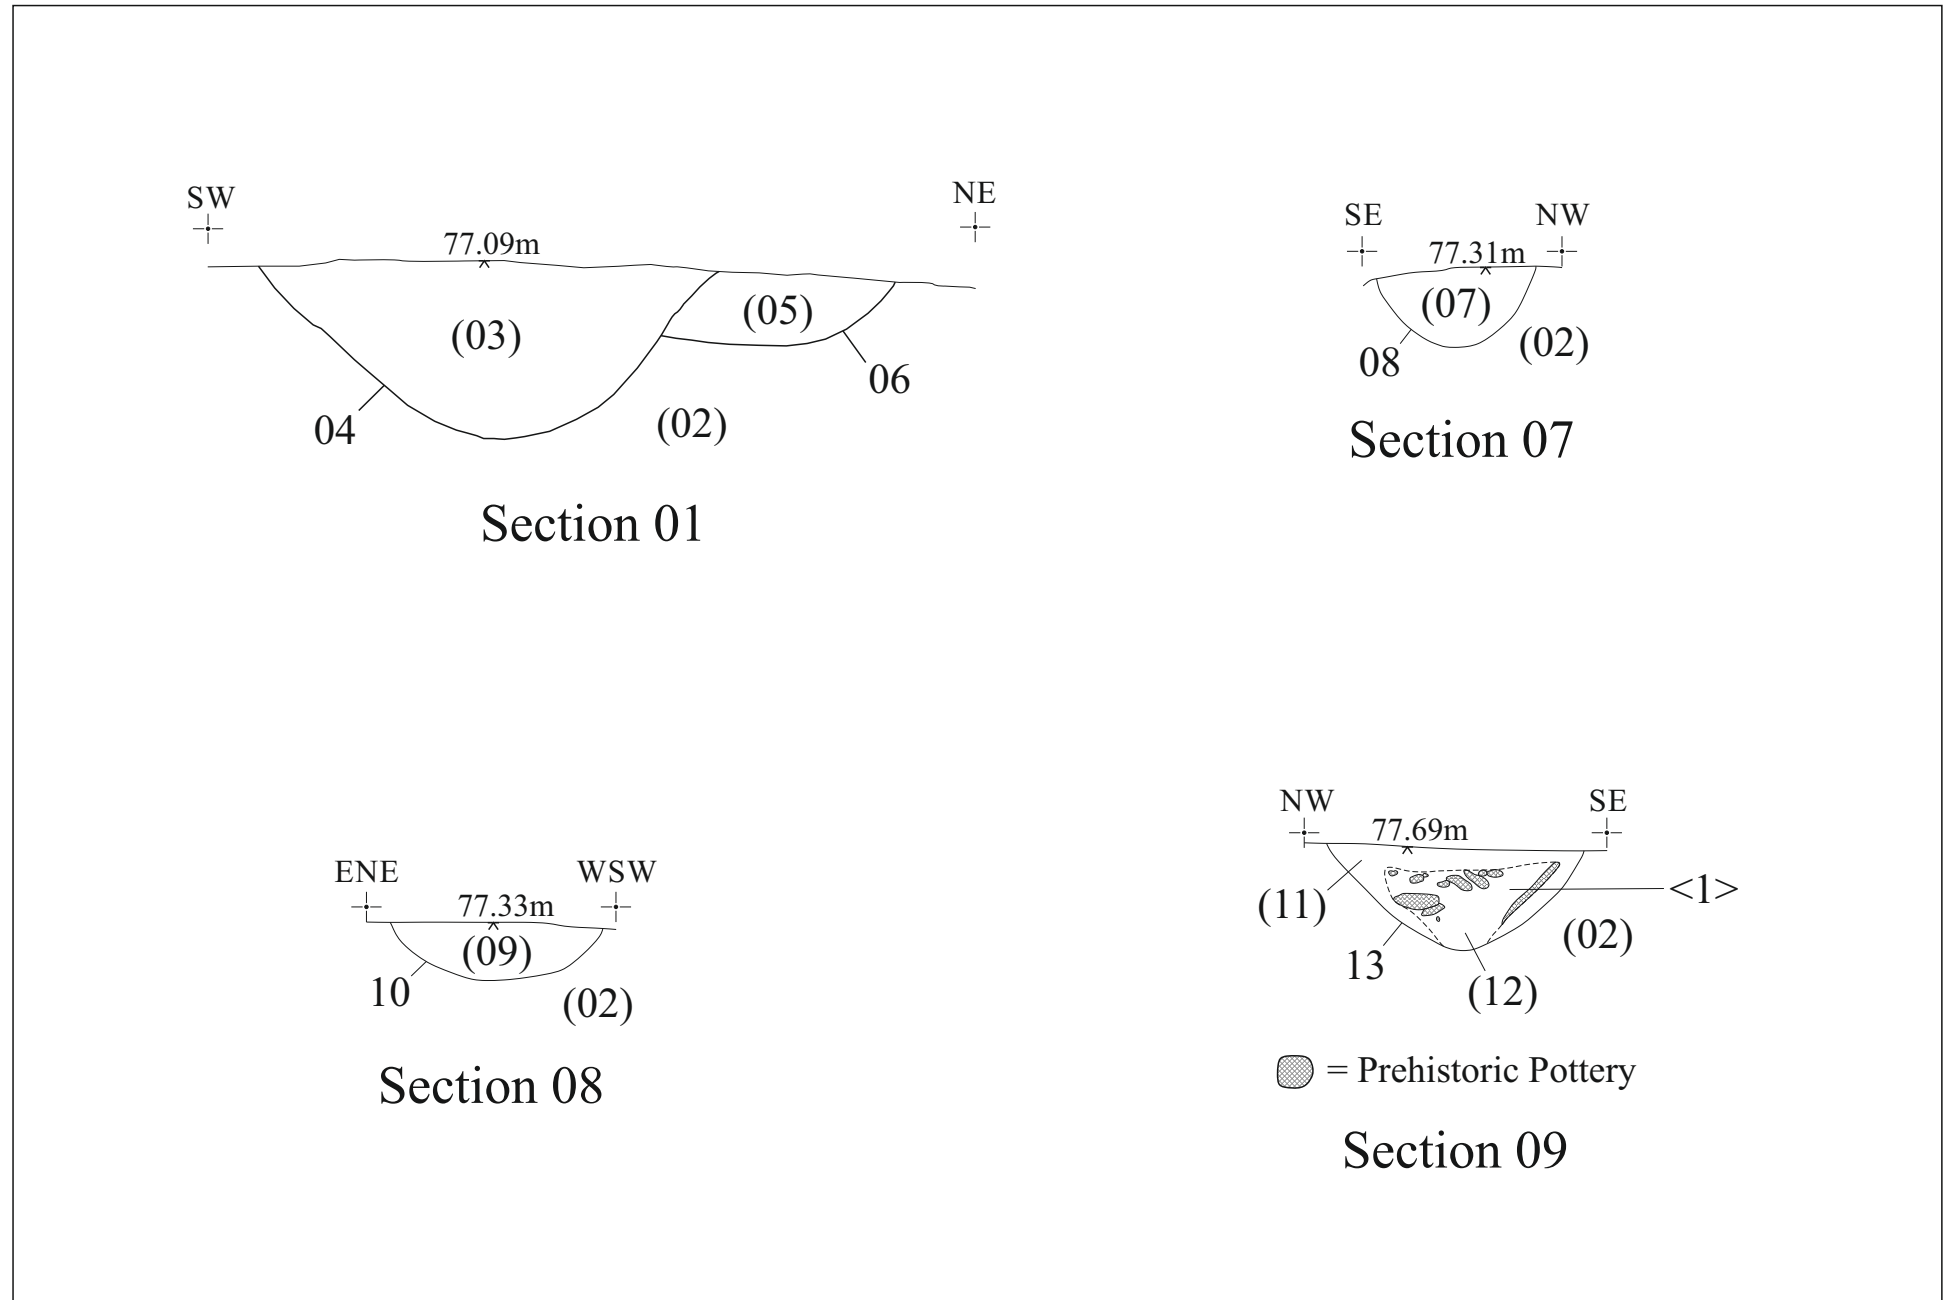 SW
NE
77.09m
(03)
(05)
04
(02)
06
Section 01
SE
NW
77.31m
(07)
08
(02)
Section 07
ENE
WSW
77.33m
(09)
10
(02)
Section 08
NW
SE
77.69m
<1>
(11)
(02)
13
(12)
= Prehistoric Pottery
Section 09